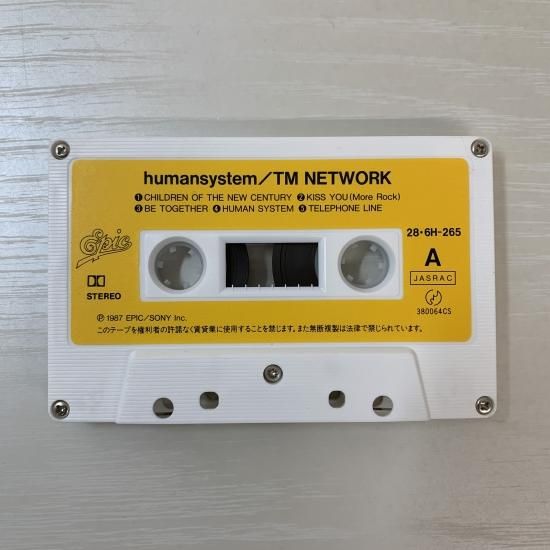 humansystem/TM NETWORK
❶CHILDREN OF THE NEW CENTURY ❷KISS YOU(More Rock)
❸BE TOGETHER ❹HUMAN SYSTEM ❺TELEPHONE LINE
Epic
28・6H-265
A
JASRAC
STEREO
380064CS
Ⓟ1987 EPIC/SONY Inc.
このテープを権利者の許諾なく賃貸業に使用することを禁じます。また無断複製は法律で禁じられています。